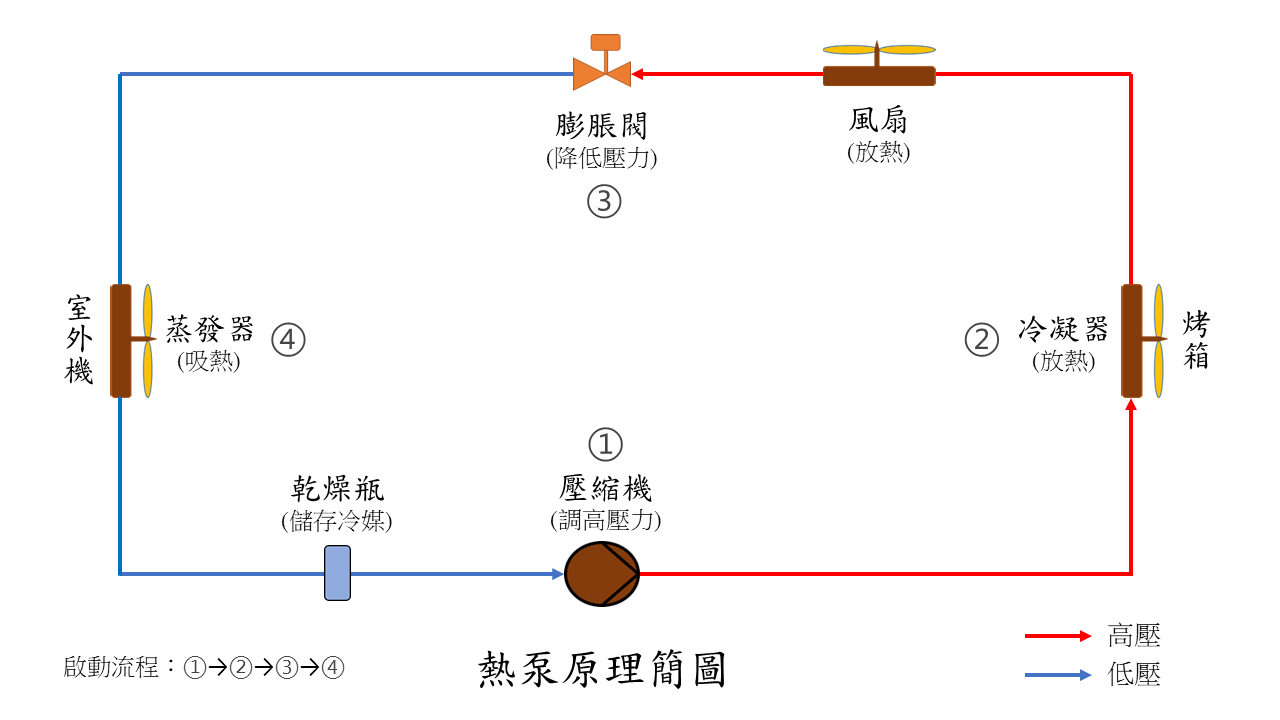 膨脹閥
(降低壓力)
③
風扇
(放熱)
室外機
蒸發器
(吸熱)
④
②
冷凝器
(放熱)
烤箱
①
乾燥瓶
(儲存冷媒)
壓縮機
(調高壓力)
高壓
低壓
啟動流程：①→②→③→④
熱泵原理簡圖